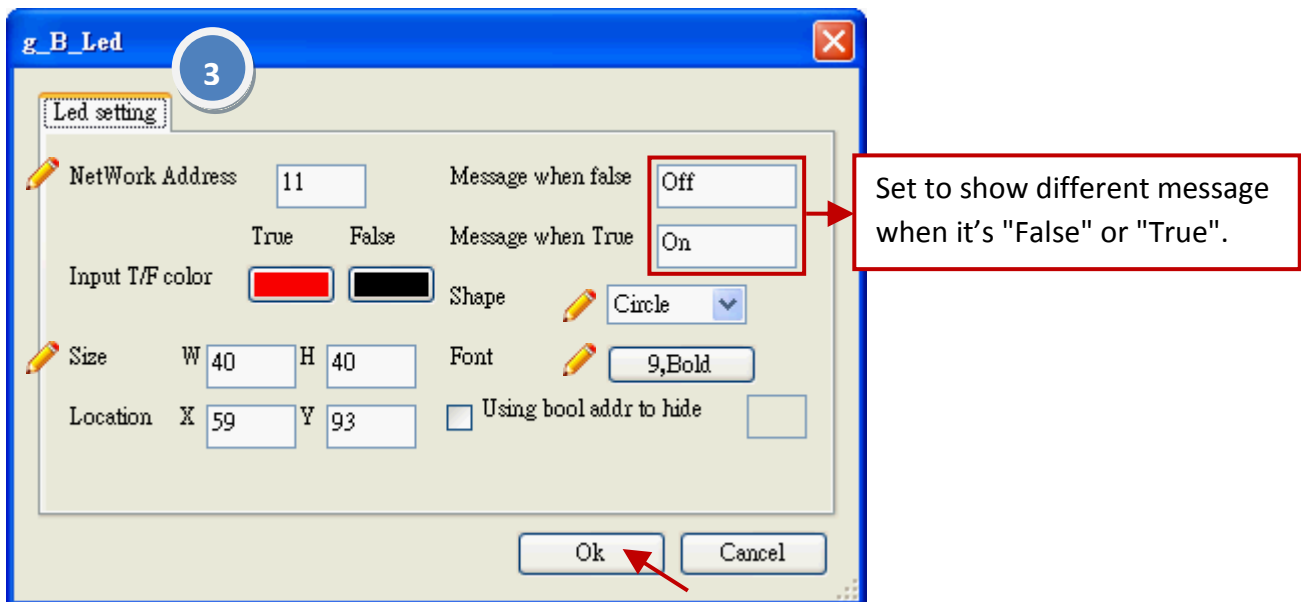 g_B_Led
3
Led setting
NetWork Address 11
Message when false Off
True False
Message when True On
Input T/F color
Shape Circle
Size W 40 H 40
Font 9,Bold
Location X 59 Y 93
Using bool addr to hide
Ok Cancel
Set to show different message
when it's "False" or "True".